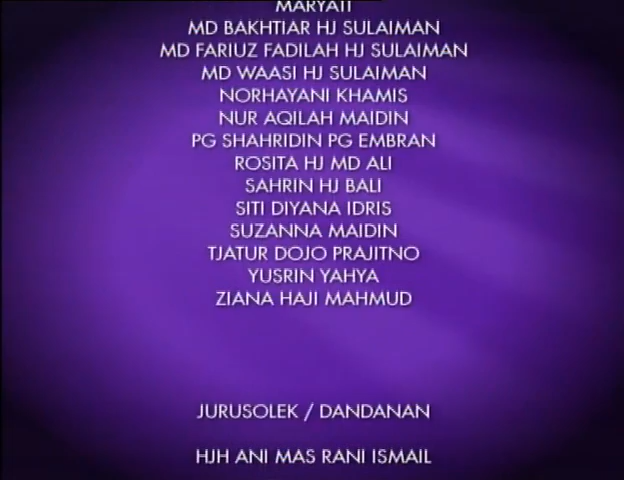 MARYATI
MD BAKHTIAR HJ SULAIMAN
MD FARIUZ FADILAH HJ SULAIMAN
MD WAASI HJ SULAIMAN
NORHAYANI KHAMIS
NUR AQILAH MAIDIN
PG SHAHRIDIN PG EMBRAN
ROSITA HJ MD ALI
SAHRIN HJ BALI
SITI DIYANA IDRIS
SUZANNA MAIDIN
TJATUR DOJO PRAJITNO
YUSRIN YAHYA
ZIANA HAJI MAHMUD
JURUSOLEK / DANDANAN
HJH ANI MAS RANI ISMAIL